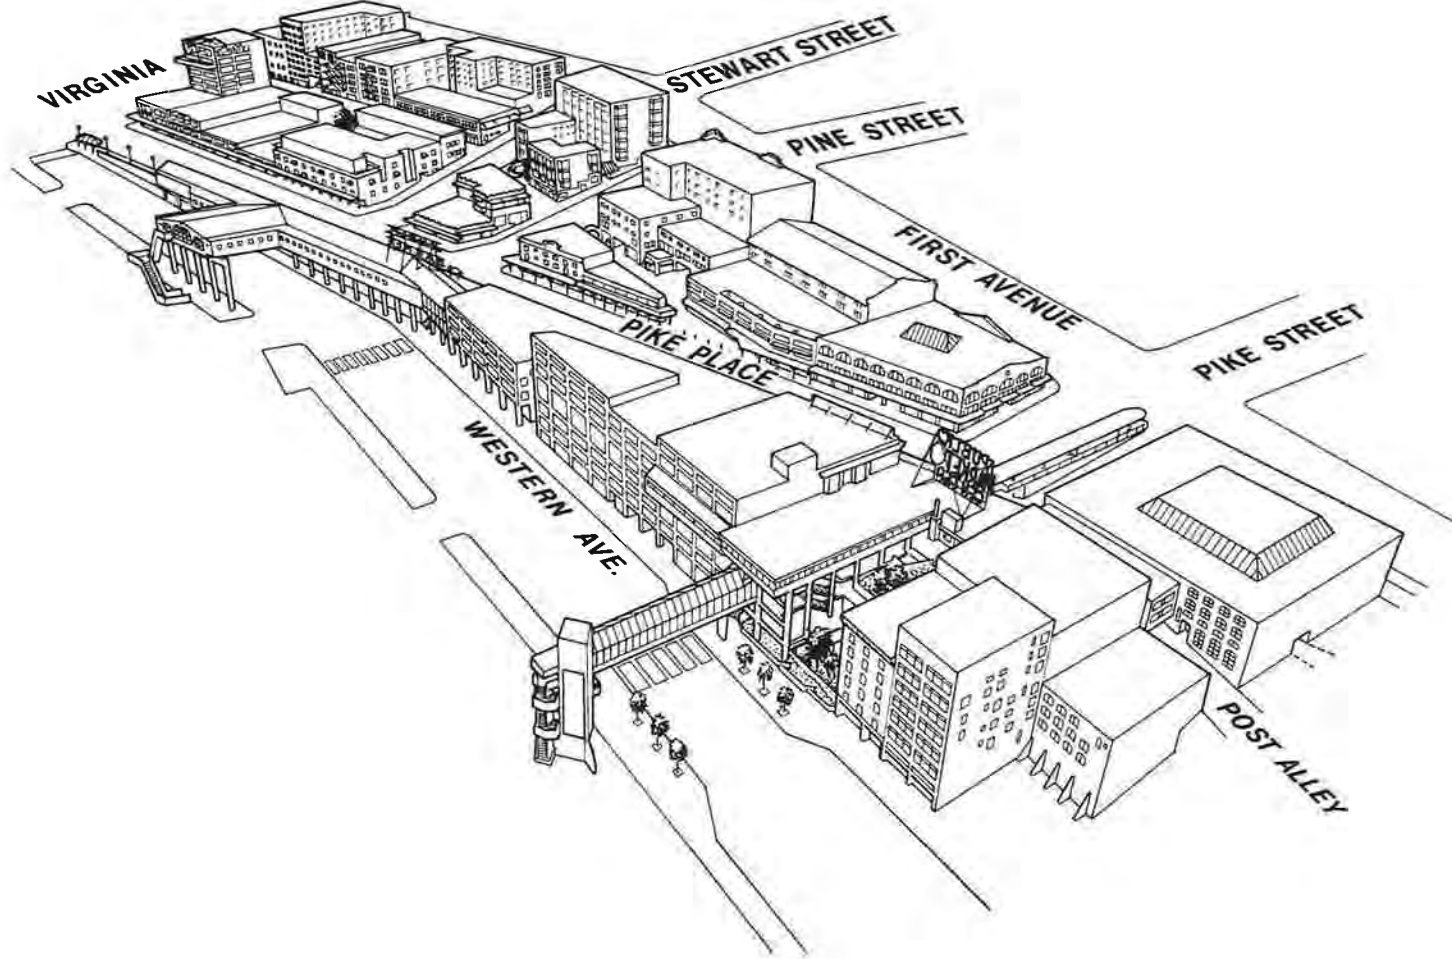 STEWART STREET
VIRGINIA
PINE STREET
FIRST AVENUE
PIKE STREET
PIKE PLACE
WESTERN AVE.
POST ALLEY